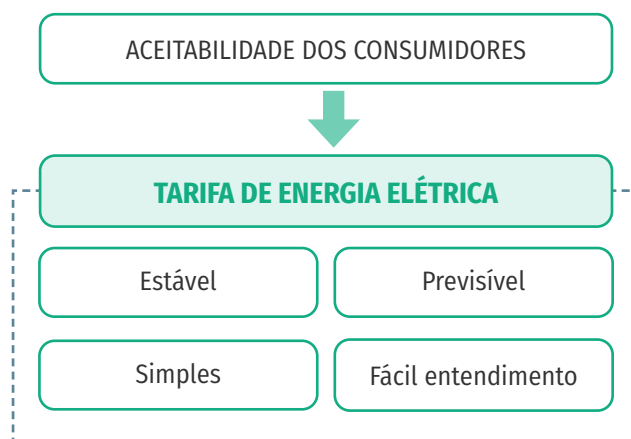 ACEITABILIDADE DOS CONSUMIDORES
TARIFA DE ENERGIA ELÉTRICA
Estável
Previsível
Simples
Fácil entendimento